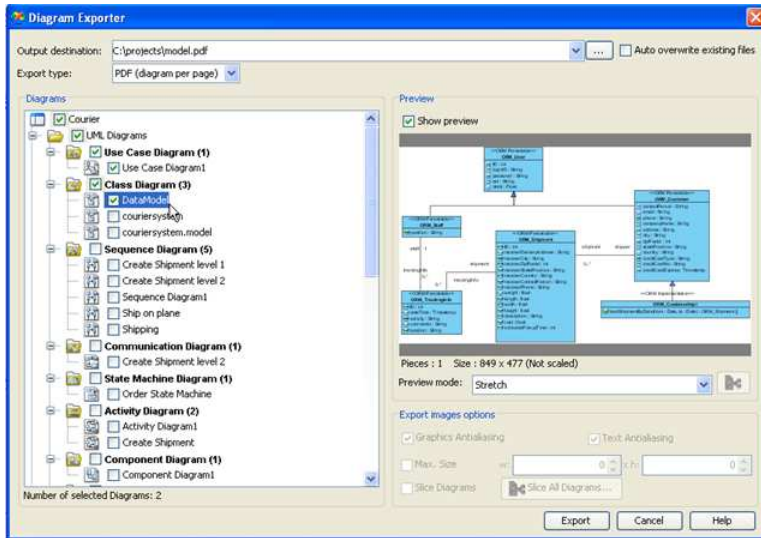 Diagram Exporter
Output destination: C:\projects\model.pdf ... Auto overwrite existing files
Export type: PDF (diagram per page)
Diagrams
Courier
UML Diagrams
Use Case Diagram (1)
Use Case Diagram1
Class Diagram (3)
DataModel
couriersystem
couriersystem.model
Sequence Diagram (5)
Create Shipment level 1
Create Shipment level 2
Sequence Diagram1
Ship on plane
Shipping
Communication Diagram (1)
Create Shipment level 2
State Machine Diagram (1)
Order State Machine
Activity Diagram (2)
Activity Diagram1
Create Shipment
Component Diagram (1)
Component Diagram1
Number of selected Diagrams: 2
Preview
Show preview
Pieces : 1 Size : 849 x 477 (Not scaled)
Preview mode: Stretch
Export images options
Graphics Antialiasing Text Antialiasing
Max. Size w: 0 x h: 0
Slice Diagrams Slice All Diagrams...
Export Cancel Help